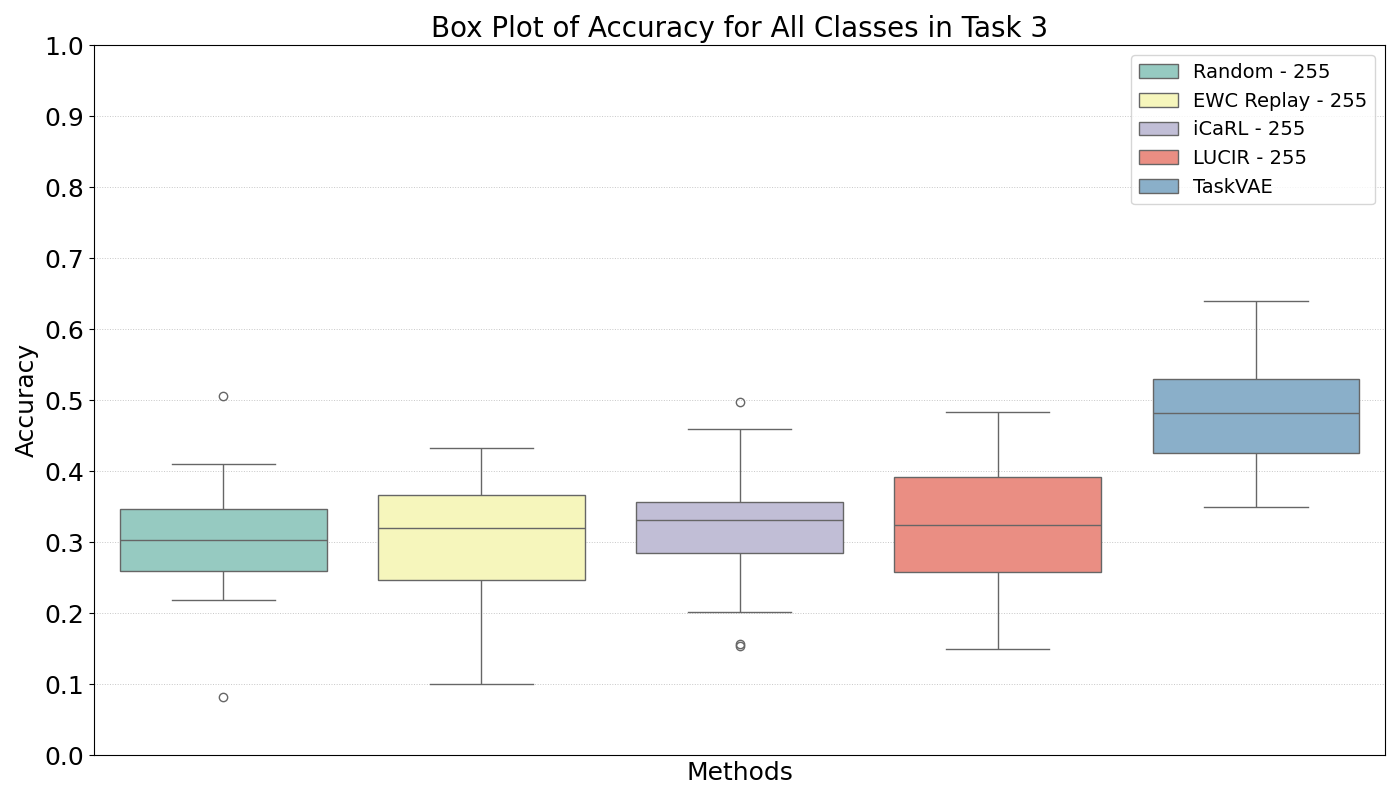 Box Plot of Accuracy for All Classes in Task 3
1.0
0.9
0.8
0.7
0.6
0.5
0.4
0.3
0.2
0.1
0.0
Accuracy
Methods
Random - 255
EWC Replay - 255
iCaRL - 255
LUCIR - 255
TaskVAE